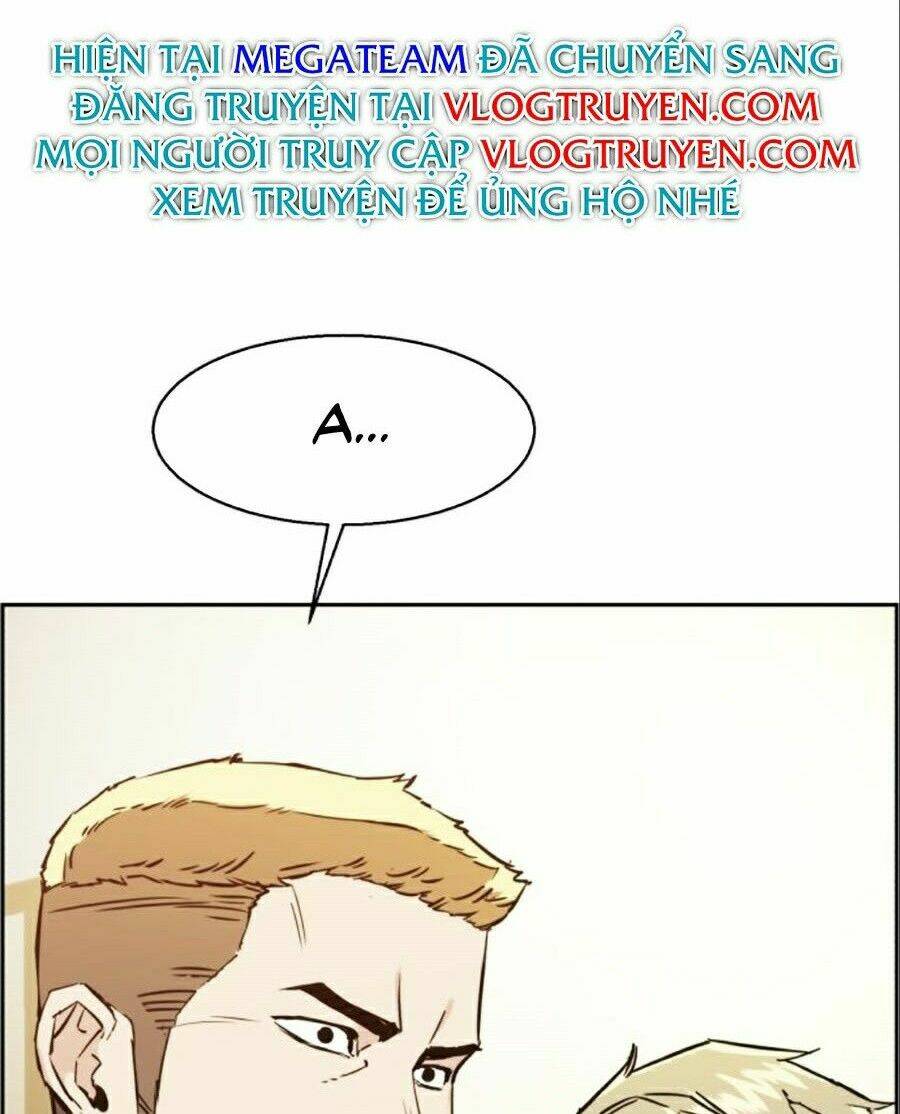 HIỆN TẠI MEGATEAM ĐÃ CHUYỂN SANG
ĐĂNG TRUYỆN TẠI VLOGTRUYEN.COM
MỌI NGƯỜI TRUY CẬP VLOGTRUYEN.COM
XEM TRUYỆN ĐỂ ỦNG HỘ NHÉ
A...